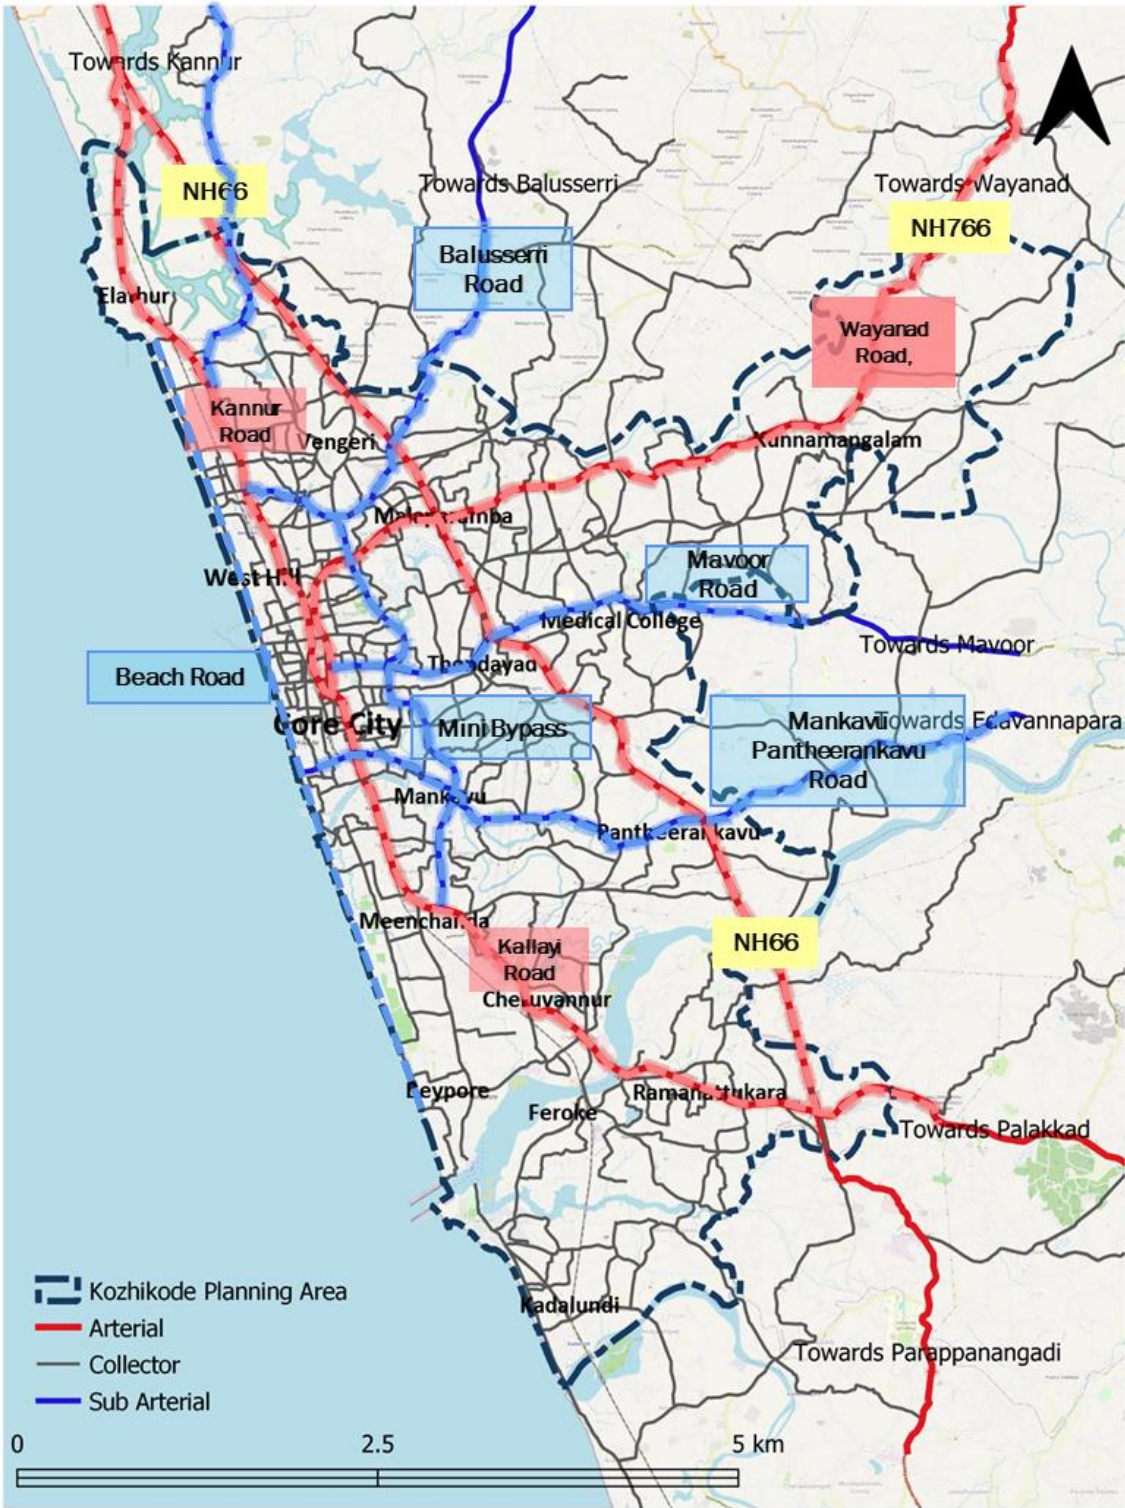 Towards Kannur
NH66
Towards Balusserri
Towards Wayanad
NH766
Balusserri
Road
Elathur
Wayanad
Road,
Kannur
Road
Vengeri
Kunnamangalam
Malaparamba
Mavoor
Road
West Hill
Medical College
Towards Mavoor
Thondayad
Beach Road
Core City
Mini Bypass
Mankavu
Pantheerankavu
Road
Towards Edavannapara
Mankavu
Pantheerankavu
Meenchanda
NH66
Kallayi
Road
Cheruvannur
Beypore
Feroke
Ramanattukara
Towards Palakkad
Kadalundi
Towards Parappanangadi
Kozhikode Planning Area
Arterial
Collector
Sub Arterial
0 2.5 5 km